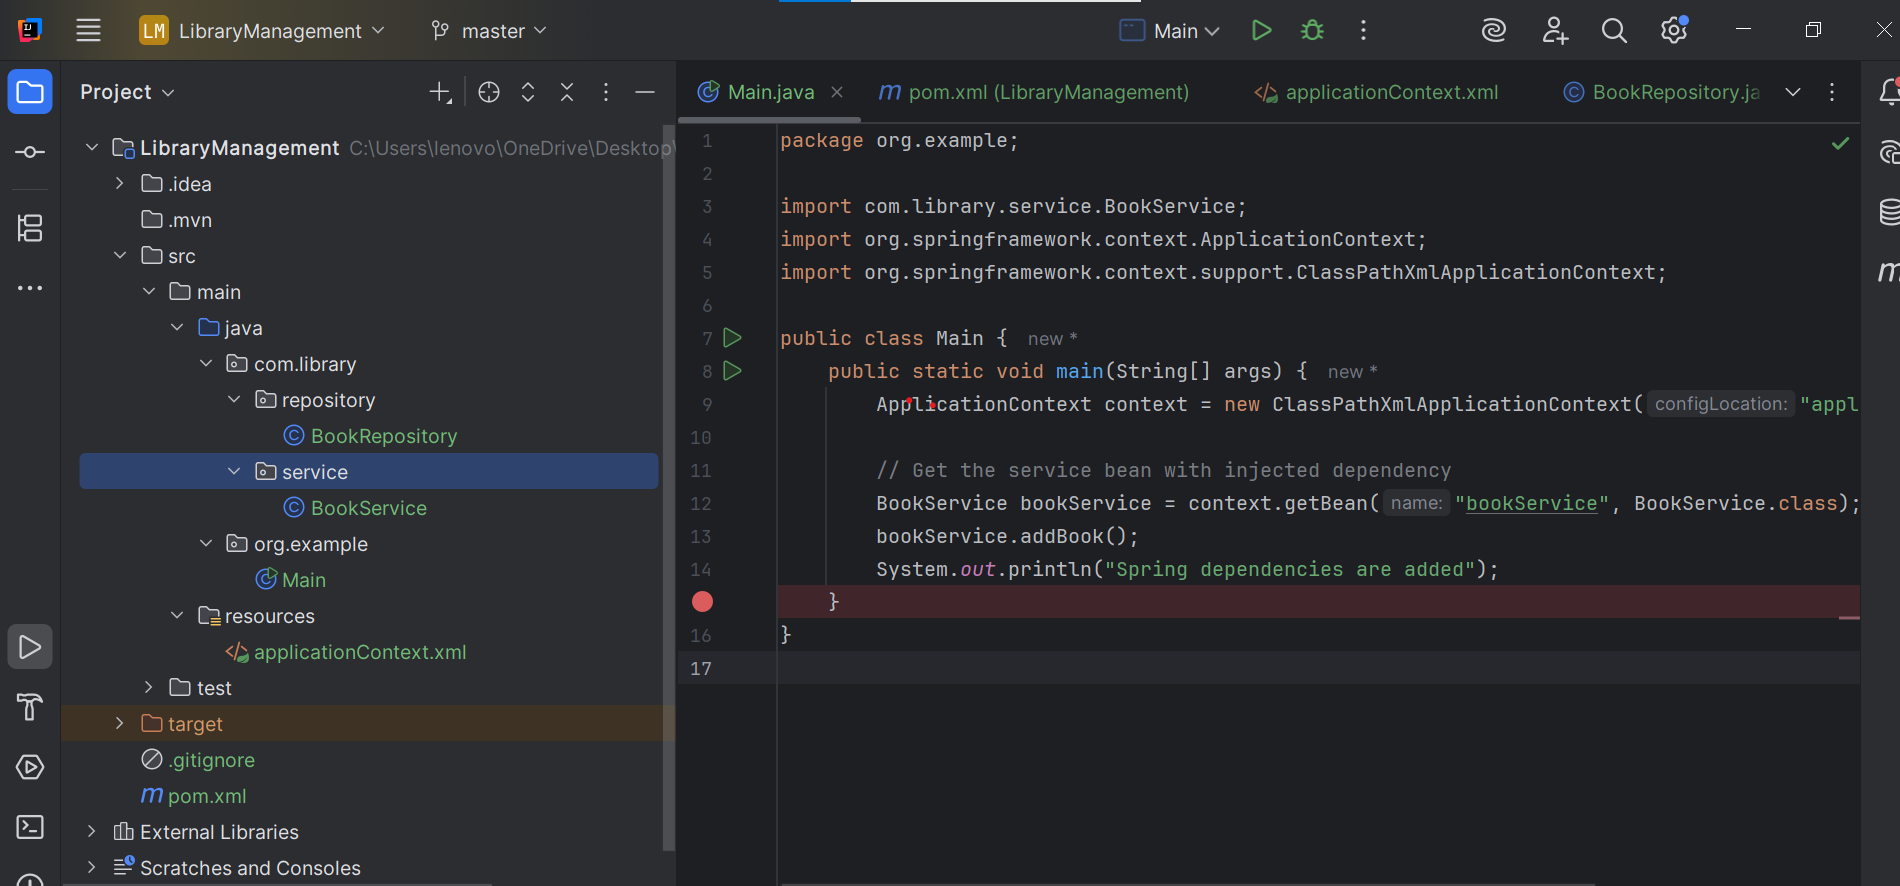 LM LibraryManagement master Main
Project
Main.java pom.xml (LibraryManagement) applicationContext.xml BookRepository.ja
LibraryManagement C:\Users\lenovo\OneDrive\Desktop\
.idea
.mvn
src
main
java
com.library
repository
BookRepository
service
BookService
org.example
Main
resources
applicationContext.xml
test
target
.gitignore
pom.xml
External Libraries
Scratches and Consoles
1 package org.example;
2
3 import com.library.service.BookService;
4 import org.springframework.context.ApplicationContext;
5 import org.springframework.context.support.ClassPathXmlApplicationContext;
6
7 public class Main { new *
8 public static void main(String[] args) { new *
9 ApplicationContext context = new ClassPathXmlApplicationContext( configLocation: "appl
10
11 // Get the service bean with injected dependency
12 BookService bookService = context.getBean( name: "bookService", BookService.class);
13 bookService.addBook();
14 System.out.println("Spring dependencies are added");
}
16 }
17